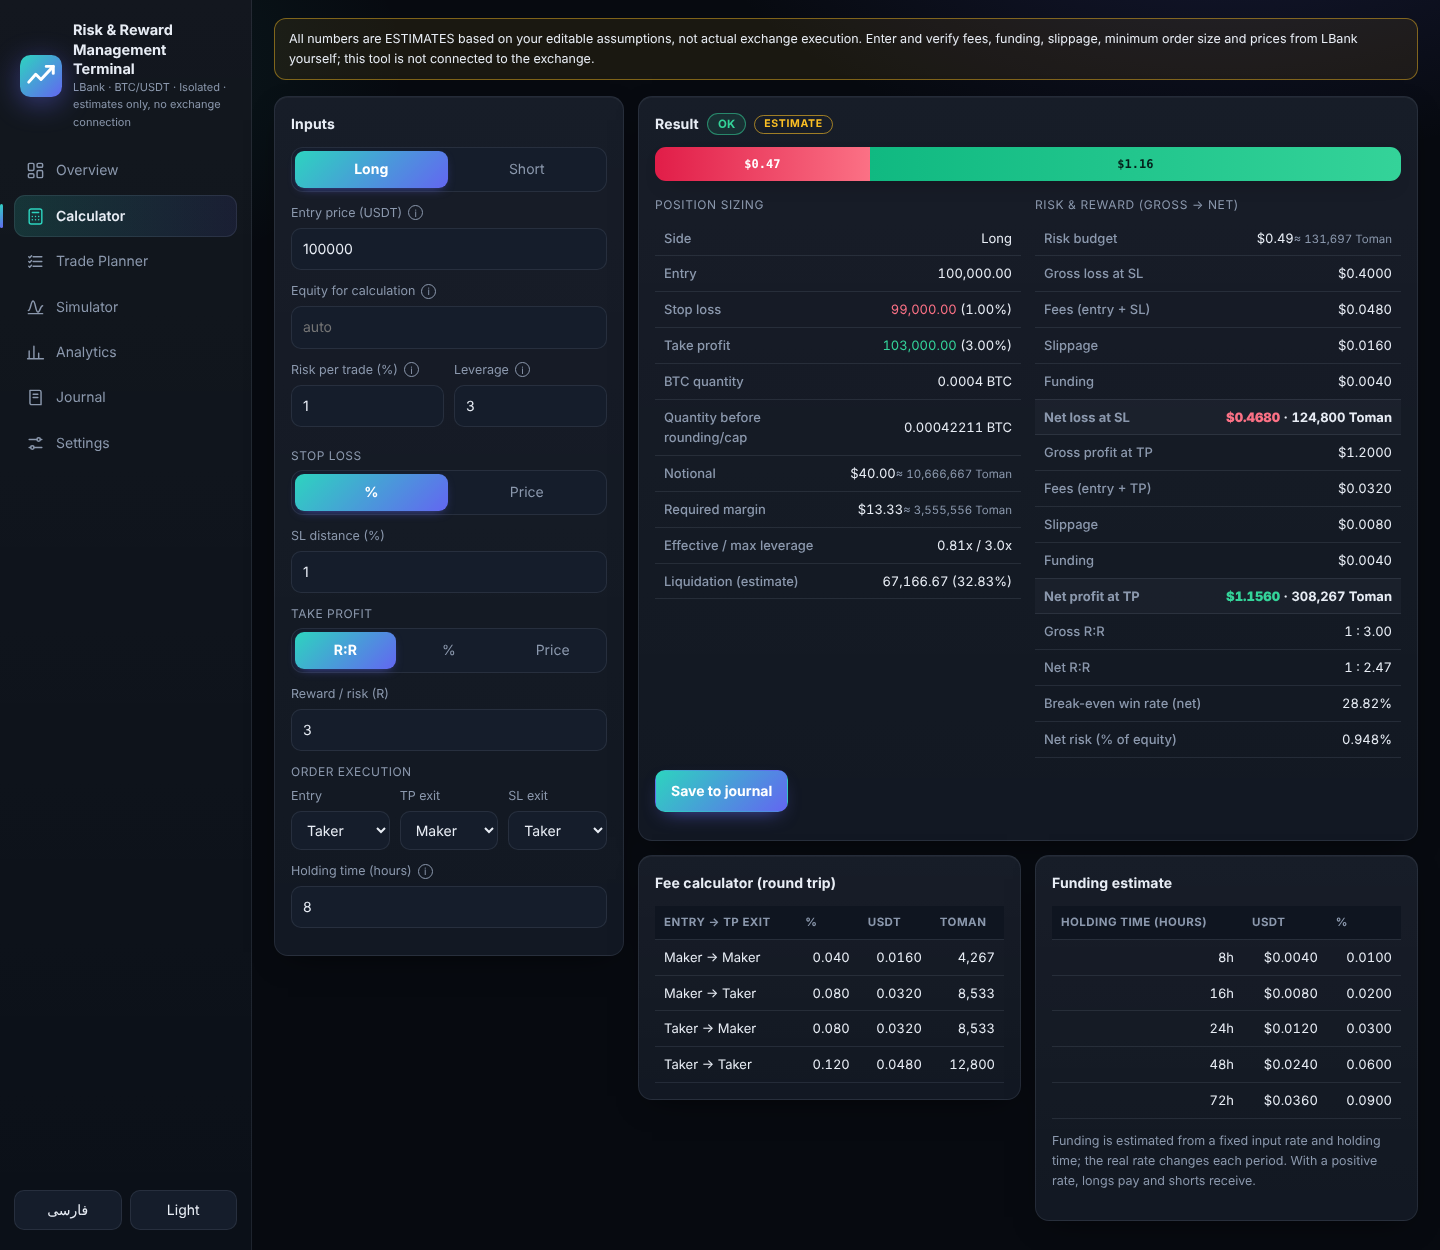 Risk & Reward
Management
Terminal
LBank · BTC/USDT · Isolated ·
estimates only, no exchange
connection
Overview
Calculator
Trade Planner
Simulator
Analytics
Journal
Settings
فارسی
Light
All numbers are ESTIMATES based on your editable assumptions, not actual exchange execution. Enter and verify fees, funding, slippage, minimum order size and prices from LBank
yourself; this tool is not connected to the exchange.
Inputs
Long Short
Entry price (USDT) i
100000
Equity for calculation i
auto
Risk per trade (%) i Leverage i
1 3
STOP LOSS
% Price
SL distance (%)
1
TAKE PROFIT
R:R % Price
Reward / risk (R)
3
ORDER EXECUTION
Entry TP exit SL exit
Taker Maker Taker
Holding time (hours) i
8
Result OK ESTIMATE
$0.47 $1.16
POSITION SIZING
Side Long
Entry 100,000.00
Stop loss 99,000.00 (1.00%)
Take profit 103,000.00 (3.00%)
BTC quantity 0.0004 BTC
Quantity before
rounding/cap 0.00042211 BTC
Notional $40.00≈ 10,666,667 Toman
Required margin $13.33≈ 3,555,556 Toman
Effective / max leverage 0.81x / 3.0x
Liquidation (estimate) 67,166.67 (32.83%)
RISK & REWARD (GROSS → NET)
Risk budget $0.49≈ 131,697 Toman
Gross loss at SL $0.4000
Fees (entry + SL) $0.0480
Slippage $0.0160
Funding $0.0040
Net loss at SL $0.4680 · 124,800 Toman
Gross profit at TP $1.2000
Fees (entry + TP) $0.0320
Slippage $0.0080
Funding $0.0040
Net profit at TP $1.1560 · 308,267 Toman
Gross R:R 1 : 3.00
Net R:R 1 : 2.47
Break-even win rate (net) 28.82%
Net risk (% of equity) 0.948%
Save to journal
Fee calculator (round trip)
ENTRY → TP EXIT % USDT TOMAN
Maker → Maker 0.040 0.0160 4,267
Maker → Taker 0.080 0.0320 8,533
Taker → Maker 0.080 0.0320 8,533
Taker → Taker 0.120 0.0480 12,800
Funding estimate
HOLDING TIME (HOURS) USDT %
8h $0.0040 0.0100
16h $0.0080 0.0200
24h $0.0120 0.0300
48h $0.0240 0.0600
72h $0.0360 0.0900
Funding is estimated from a fixed input rate and holding
time; the real rate changes each period. With a positive
rate, longs pay and shorts receive.